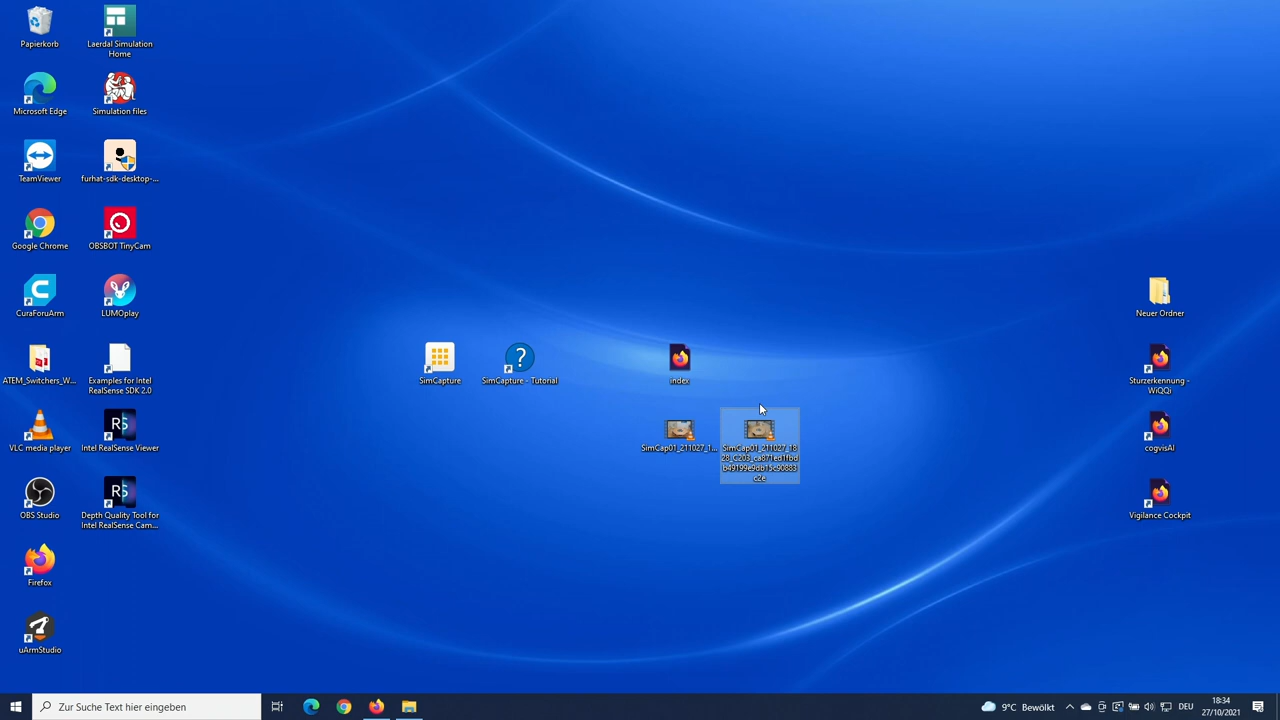 Papierkorb
Laerdal Simulation
Home
Microsoft Edge
Simulation files
TeamViewer
furhat-sdk-desktop-...
Google Chrome
OBSBOT TinyCam
CuraForuArm
LUMOplay
Neuer Ordner
ATEM_Switchers_W...
Examples for Intel
RealSense SDK 2.0
SimCapture
SimCapture - Tutorial
index
Sturzerkennung -
WiQQi
VLC media player
Intel RealSense Viewer
SimCap01_211027_1...
SimCap01_211027_18
28_C203_ca871ed1fbd
b49199e9db15c90883
c2e
cogvisAI
OBS Studio
Depth Quality Tool for
Intel RealSense Cam...
Vigilance Cockpit
Firefox
uArmStudio
Zur Suche Text hier eingeben
9°C Bewölkt
DEU
18:34
27/10/2021